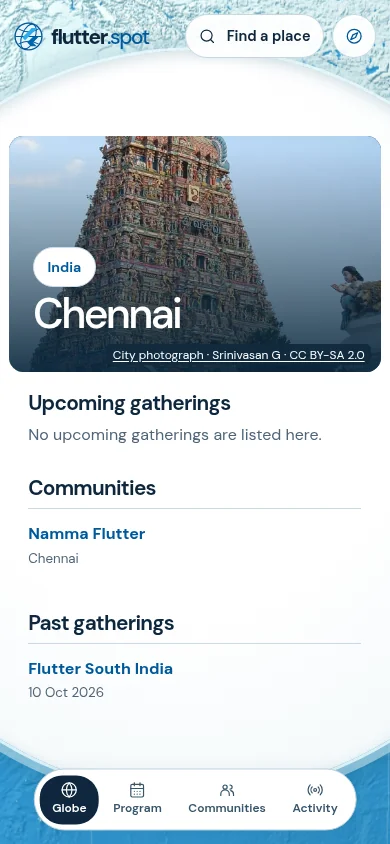 flutter.spot
Find a place
India
Chennai
City photograph · Srinivasan G · CC BY-SA 2.0
Upcoming gatherings
No upcoming gatherings are listed here.
Communities
Namma Flutter
Chennai
Past gatherings
Flutter South India
10 Oct 2026
Globe
Program
Communities
Activity